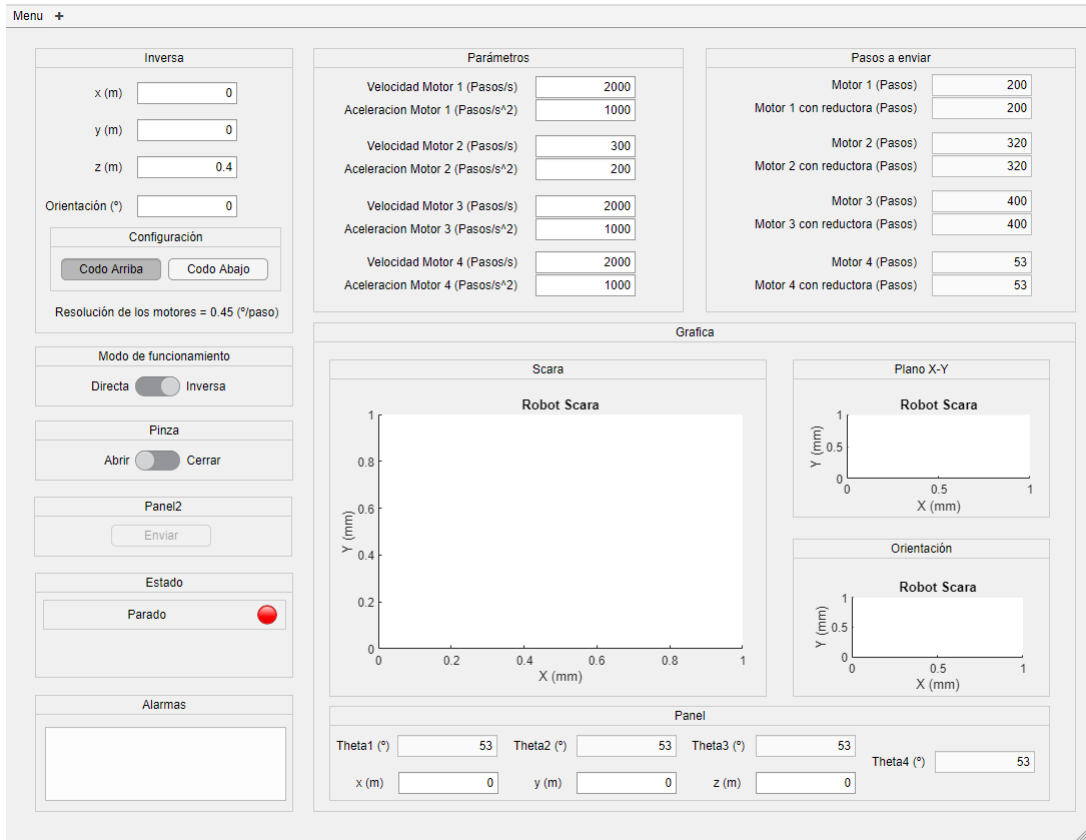 Menu +
Inversa
x (m) 0
y (m) 0
z (m) 0.4
Orientación (º) 0
Configuración
Codo Arriba Codo Abajo
Resolución de los motores = 0.45 (º/paso)
Modo de funcionamiento
Directa Inversa
Pinza
Abrir Cerrar
Panel2
Enviar
Estado
Parado
Alarmas
Parámetros
Velocidad Motor 1 (Pasos/s) 2000
Aceleracion Motor 1 (Pasos/s^2) 1000
Velocidad Motor 2 (Pasos/s) 300
Aceleracion Motor 2 (Pasos/s^2) 200
Velocidad Motor 3 (Pasos/s) 2000
Aceleracion Motor 3 (Pasos/s^2) 1000
Velocidad Motor 4 (Pasos/s) 2000
Aceleracion Motor 4 (Pasos/s^2) 1000
Pasos a enviar
Motor 1 (Pasos) 200
Motor 1 con reductora (Pasos) 200
Motor 2 (Pasos) 320
Motor 2 con reductora (Pasos) 320
Motor 3 (Pasos) 400
Motor 3 con reductora (Pasos) 400
Motor 4 (Pasos) 53
Motor 4 con reductora (Pasos) 53
Grafica
Scara
Robot Scara
1
0.8
0.6
0.4
0.2
0
Y (mm)
0 0.2 0.4 0.6 0.8 1
X (mm)
Plano X-Y
Robot Scara
1
0.5
0
Y (mm)
0 0.5 1
X (mm)
Orientación
Robot Scara
1
0.5
0
Y (mm)
0 0.5 1
X (mm)
Panel
Theta1 (º) 53 Theta2 (º) 53 Theta3 (º) 53
Theta4 (º) 53
x (m) 0 y (m) 0 z (m) 0